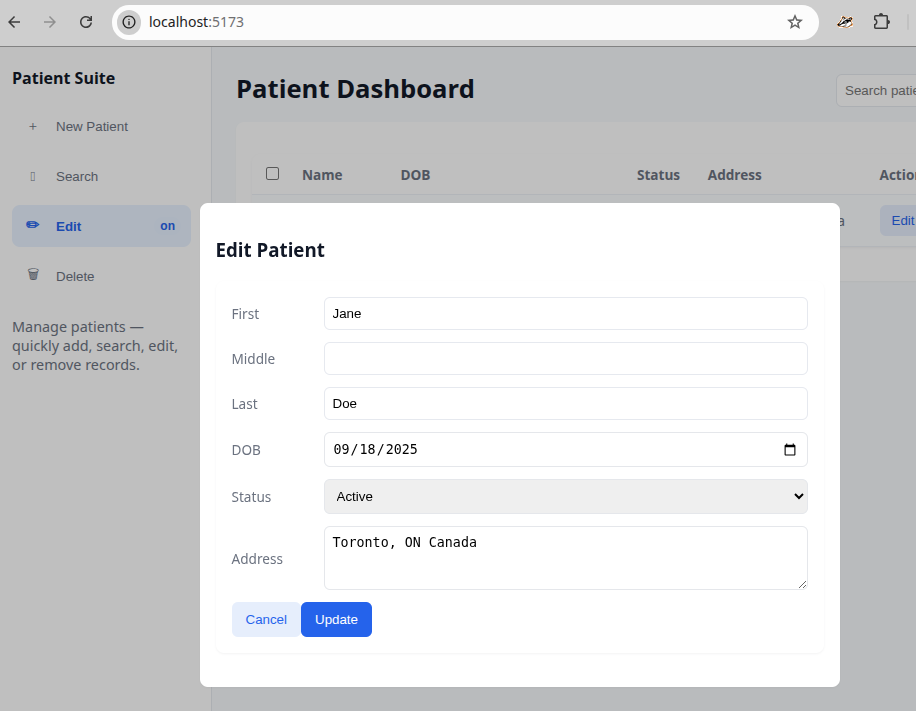 localhost:5173
Patient Suite
+ New Patient
Search
Edit on
Delete
Manage patients —
quickly add, search, edit,
or remove records.
Patient Dashboard
Search patie
Name DOB Status Address Action
a Edit
Edit Patient
First Jane
Middle
Last Doe
DOB 09/18/2025
Status Active
Address Toronto, ON Canada
Cancel Update